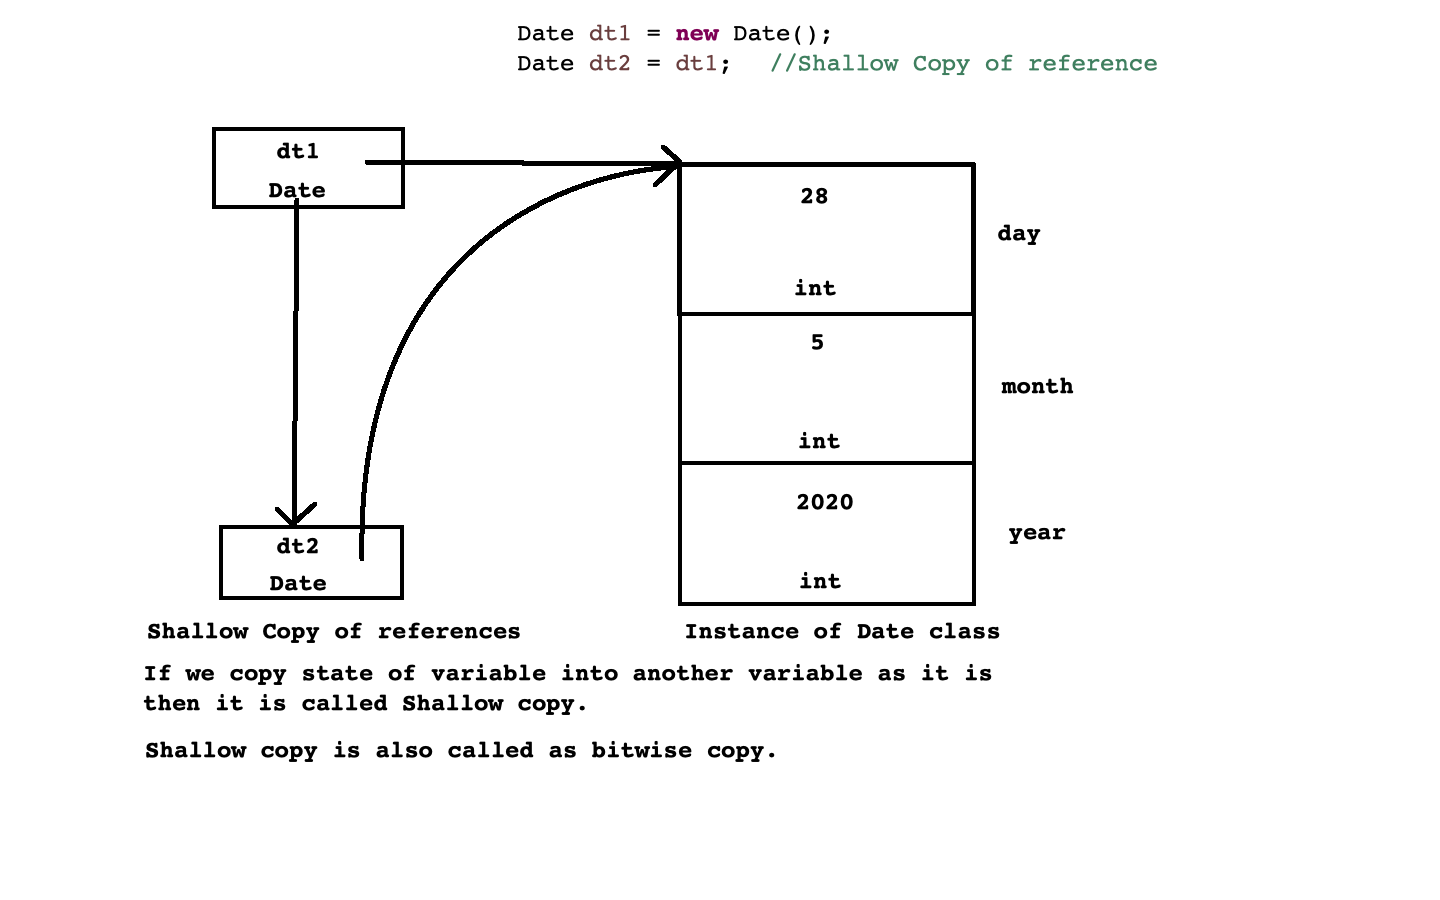 Date dt1 = new Date();
Date dt2 = dt1;   //Shallow Copy of reference
dt1
Date
28
int
day
5
int
month
2020
int
year
dt2
Date
Shallow Copy of references
Instance of Date class
If we copy state of variable into another variable as it is
then it is called Shallow copy.
Shallow copy is also called as bitwise copy.